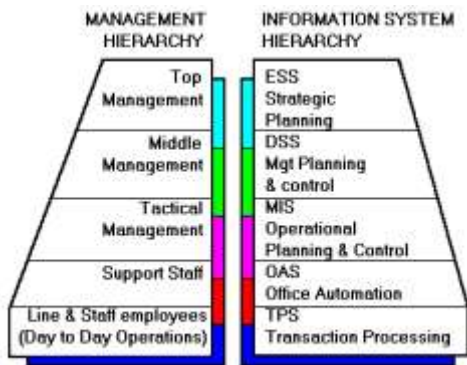 MANAGEMENT
HIERARCHY
Top
Management
Middle
Management
Tactical
Management
Support Staff
Line & Staff employees
(Day to Day Operations)
INFORMATION SYSTEM
HIERARCHY
ESS
Strategic
Planning
DSS
Mgt Planning
& control
MIS
Operational
Planning & Control
OAS
Office Automation
TPS
Transaction Processing